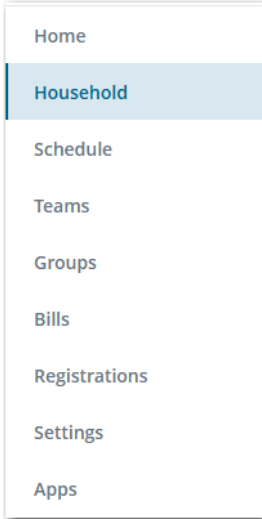 Home
Household
Schedule
Teams
Groups
Bills
Registrations
Settings
Apps